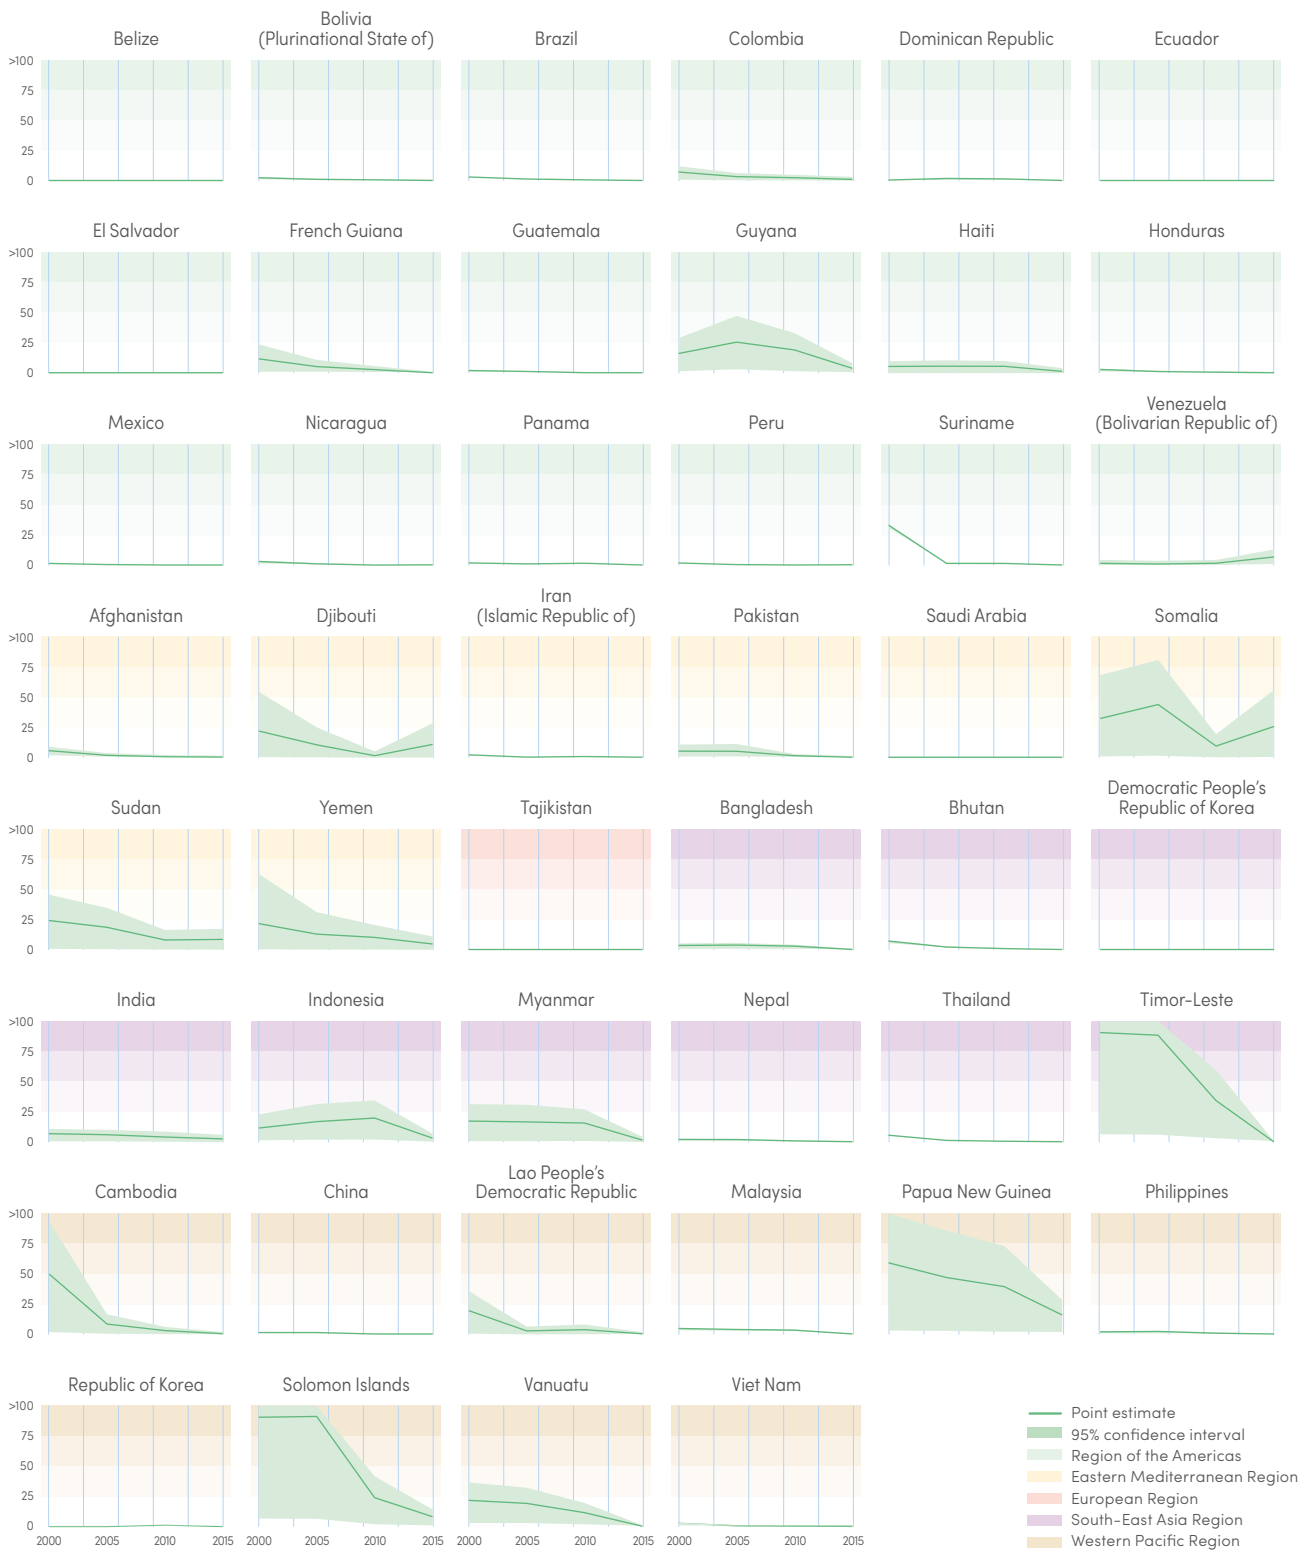 Belize
Bolivia
(Plurinational State of)
Brazil
Colombia
Dominican Republic
Ecuador
>100
75
50
25
0
El Salvador
French Guiana
Guatemala
Guyana
Haiti
Honduras
>100
75
50
25
0
Mexico
Nicaragua
Panama
Peru
Suriname
Venezuela
(Bolivarian Republic of)
>100
75
50
25
0
Afghanistan
Djibouti
Iran
(Islamic Republic of)
Pakistan
Saudi Arabia
Somalia
>100
75
50
25
0
Sudan
Yemen
Tajikistan
Bangladesh
Bhutan
Democratic People's
Republic of Korea
>100
75
50
25
0
India
Indonesia
Myanmar
Nepal
Thailand
Timor-Leste
>100
75
50
25
0
Cambodia
China
Lao People's
Democratic Republic
Malaysia
Papua New Guinea
Philippines
>100
75
50
25
0
Republic of Korea
Solomon Islands
Vanuatu
Viet Nam
>100
75
50
25
0
2000 2005 2010 2015
2000 2005 2010 2015
2000 2005 2010 2015
2000 2005 2010 2015
Point estimate
95% confidence interval
Region of the Americas
Eastern Mediterranean Region
European Region
South-East Asia Region
Western Pacific Region